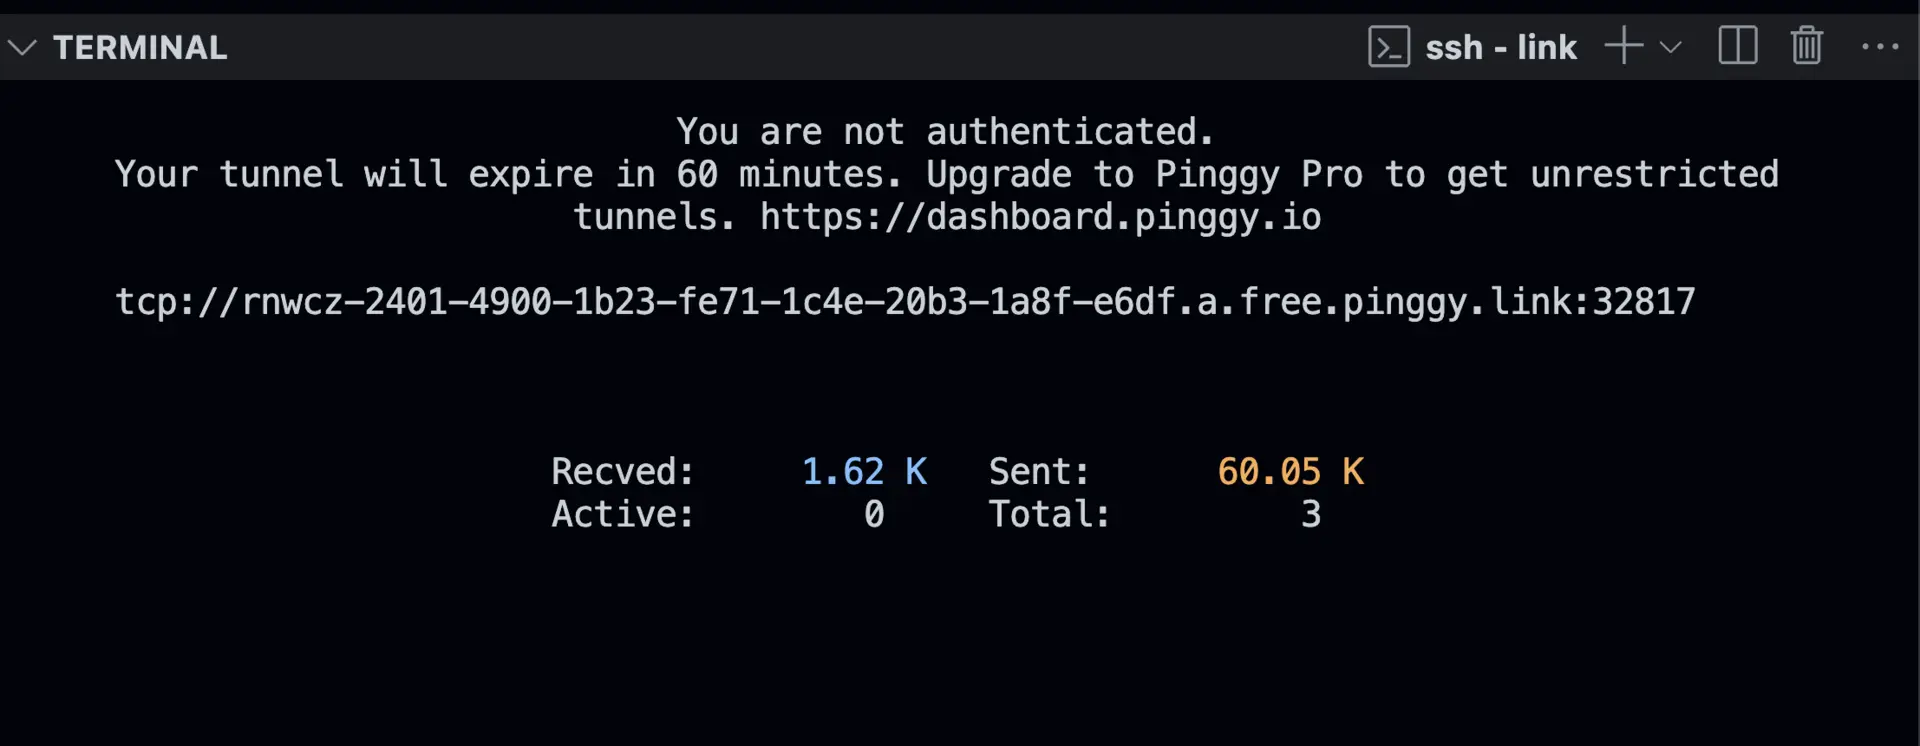 TERMINAL
ssh - link
You are not authenticated.
Your tunnel will expire in 60 minutes. Upgrade to Pinggy Pro to get unrestricted
tunnels. https://dashboard.pinggy.io
tcp://rnwcz-2401-4900-1b23-fe71-1c4e-20b3-1a8f-e6df.a.free.pinggy.link:32817
Recved: 1.62 K Sent: 60.05 K
Active: 0 Total: 3